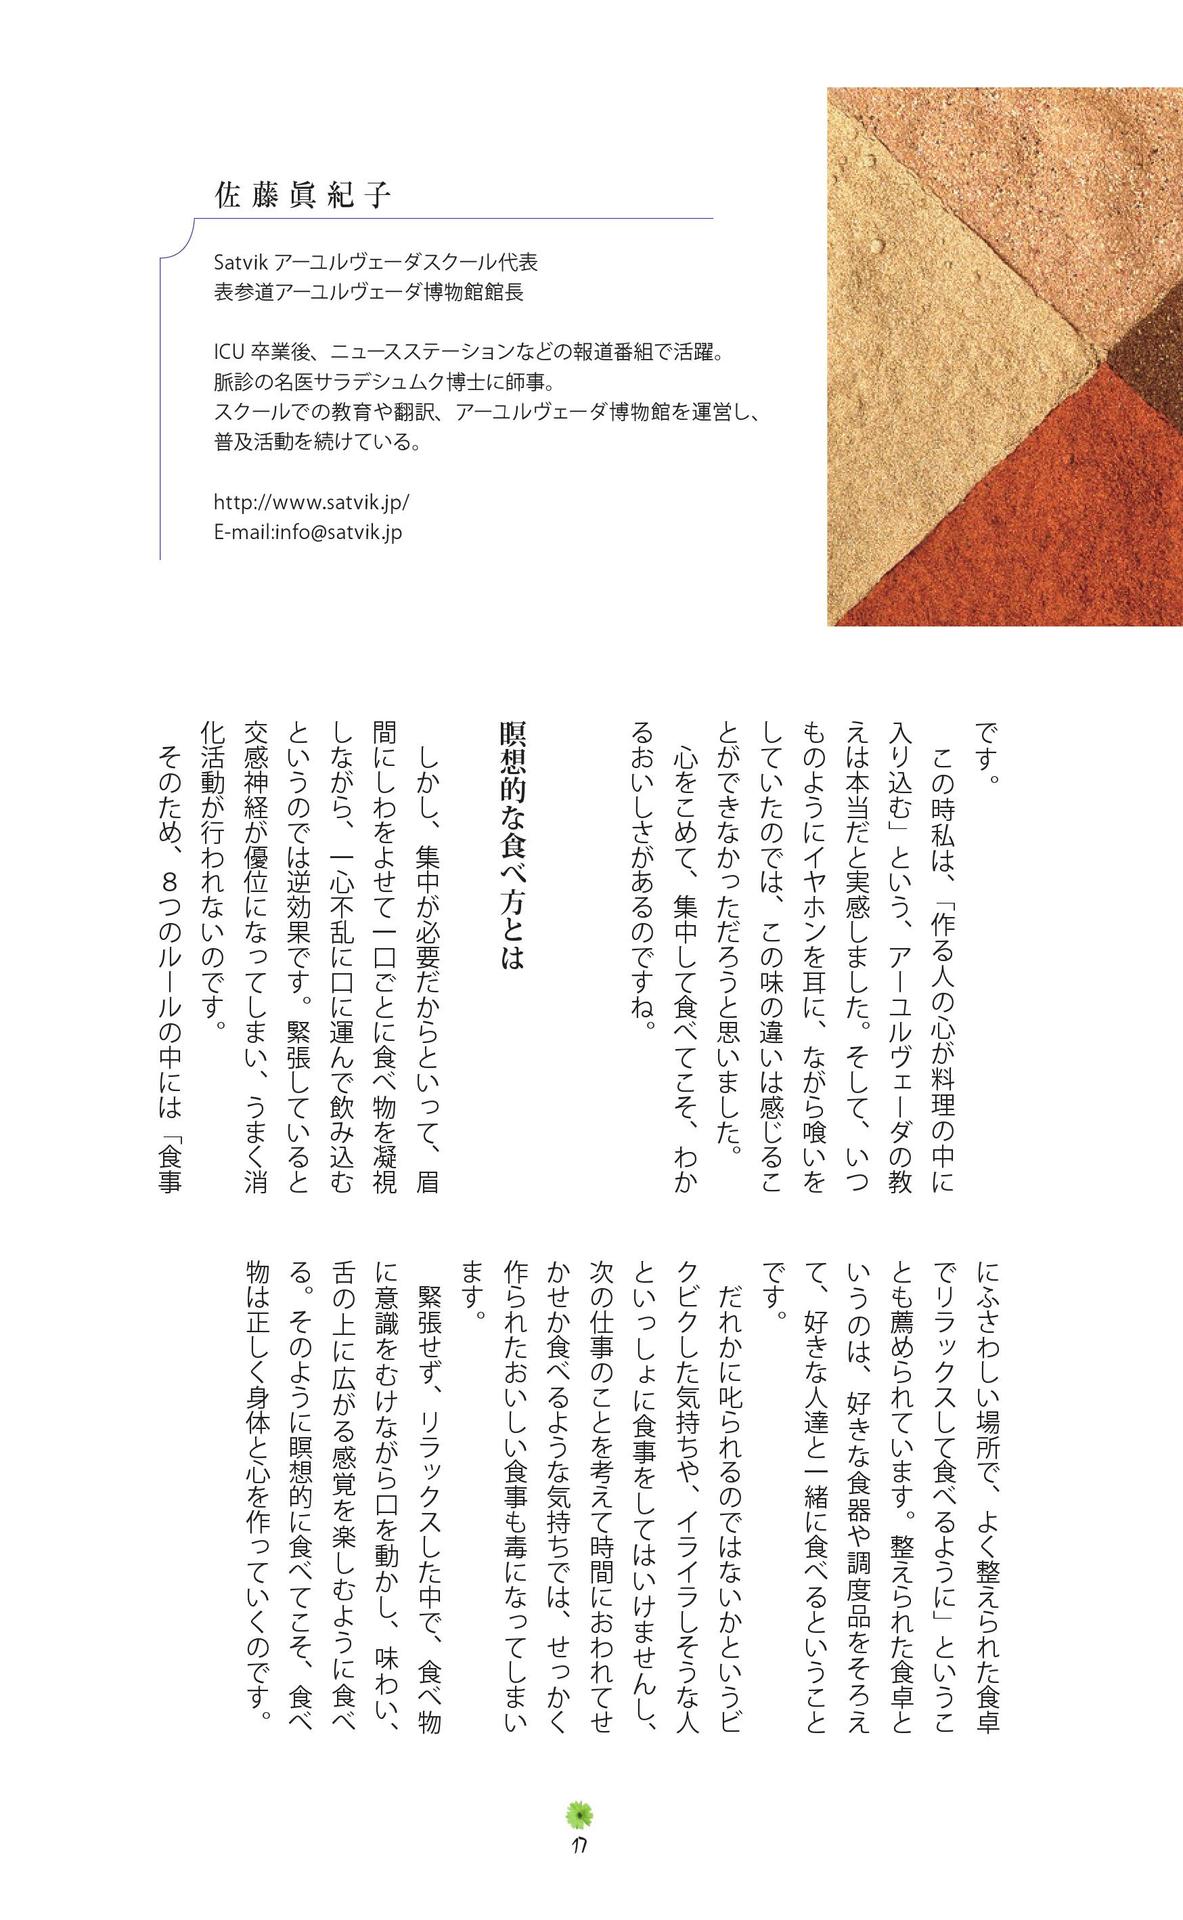 佐藤眞紀子
Satvik アーユルヴェーダスクール代表
表参道アーユルヴェーダ博物館館長
ICU 卒業後、ニュースステーションなどの報道番組で活躍。
脈診の名医サラデシュムク博士に師事。
スクールでの教育や翻訳、アーユルヴェーダ博物館を運営し、
普及活動を続けている。
http://www.satvik.jp/
E-mail:info@satvik.jp
です。
この時私は、「作る人の心が料理の中に
入り込む」という、アーユルヴェーダの教
えは本当だと実感しました。そして、いつ
ものようにイヤホンを耳に、ながら喰いを
していたのでは、この味の違いは感じるこ
とができなかっただろうと思いました。
心をこめて、集中して食べてこそ、わか
るおいしさがあるのですね。
瞑想的な食べ方とは
しかし、集中が必要だからといって、眉
間にしわをよせて一口ごとに食べ物を凝視
しながら、一心不乱に口に運んで飲み込む
というのでは逆効果です。緊張していると
交感神経が優位になってしまい、うまく消
化活動が行われないのです。
そのため、８つのルールの中には「食事
にふさわしい場所で、よく整えられた食卓
でリラックスして食べるように」というこ
とも薦められています。整えられた食卓と
いうのは、好きな食器や調度品をそろえ
て、好きな人達と一緒に食べるということ
です。
だれかに叱られるのではないかというビ
クビクした気持ちや、イライラしそうな人
といっしょに食事をしてはいけませんし、
次の仕事のことを考えて時間におわれてせ
かせか食べるような気持ちでは、せっかく
作られたおいしい食事も毒になってしまい
ます。
緊張せず、リラックスした中で、食べ物
に意識をむけながら口を動かし、味わい、
舌の上に広がる感覚を楽しむように食べ
る。そのように瞑想的に食べてこそ、食べ
物は正しく身体と心を作っていくのです。
17